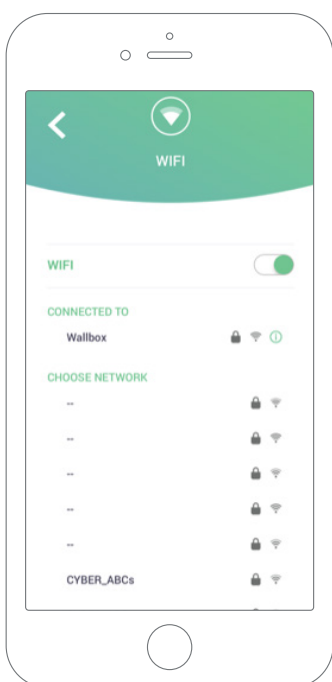 WIFI
WIFI
CONNECTED TO
Wallbox
CHOOSE NETWORK
--
--
--
--
--
CYBER_ABCs